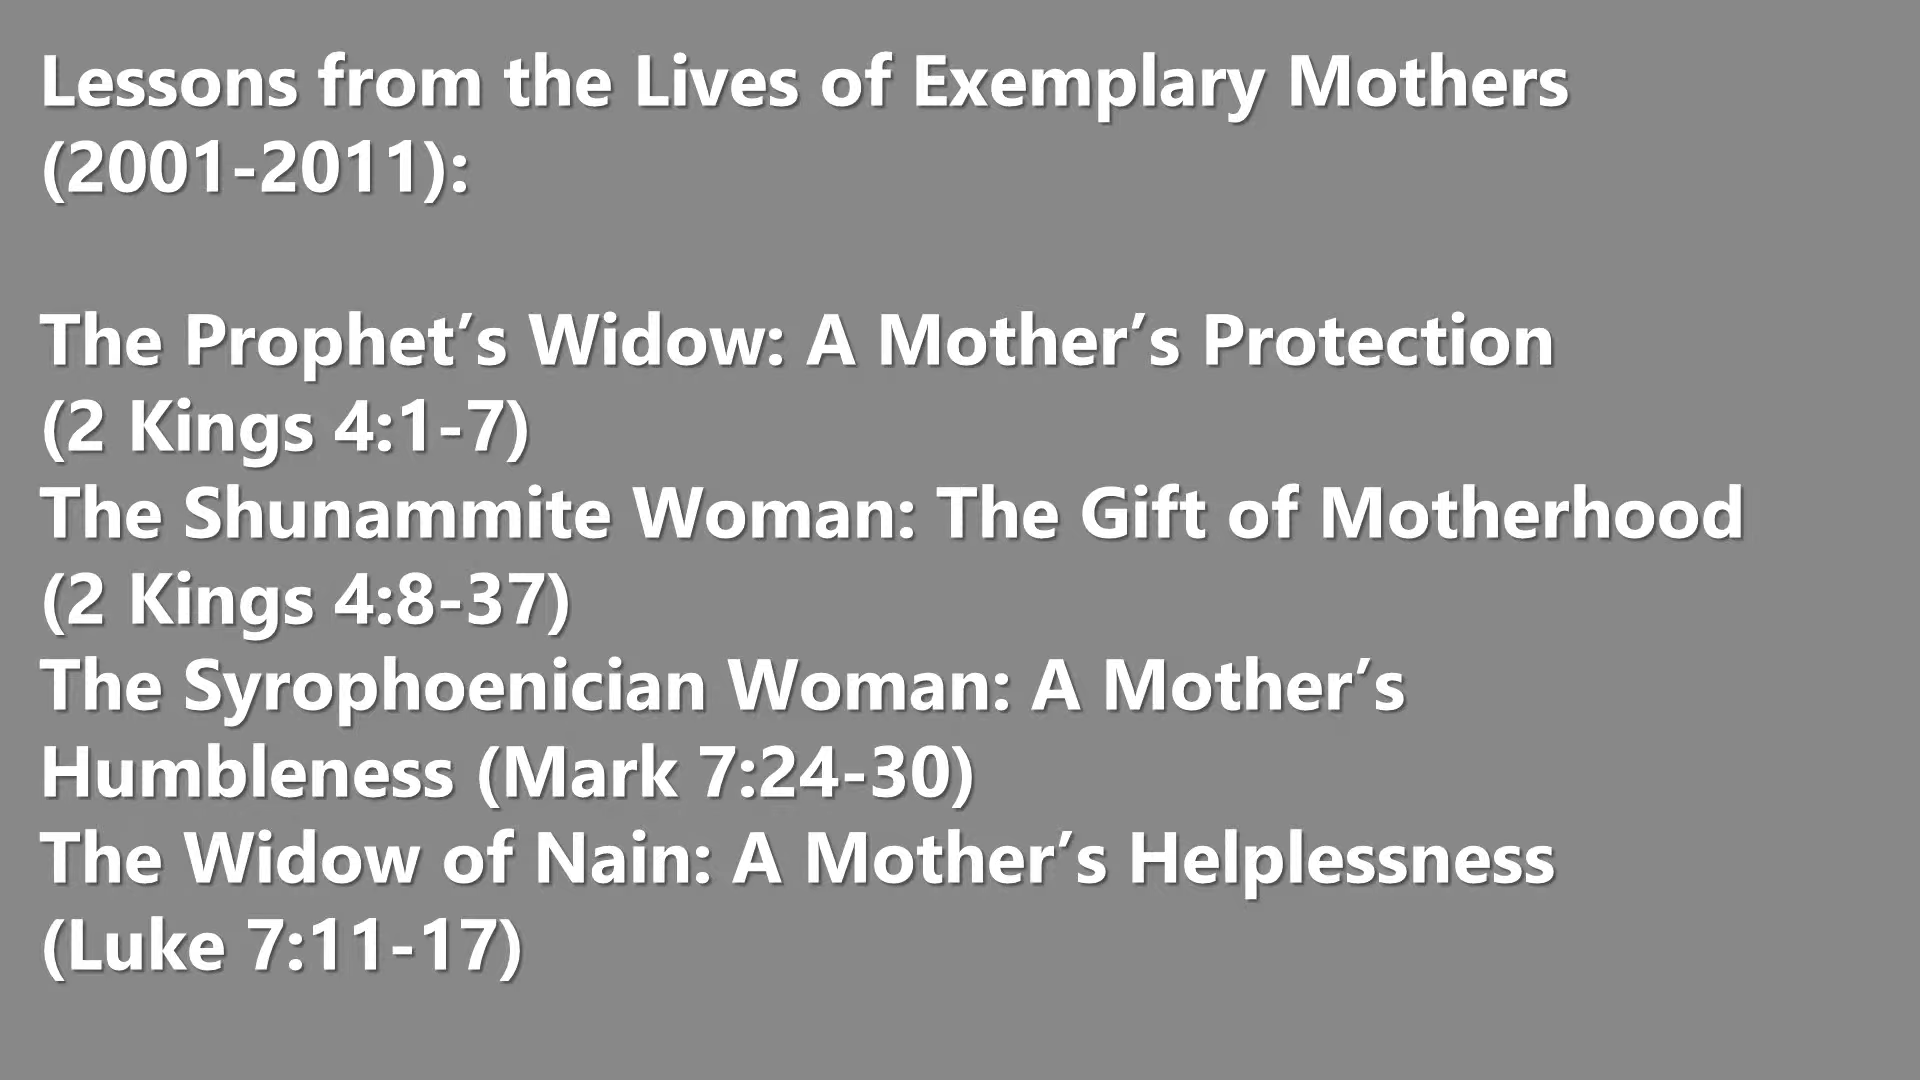 Lessons from the Lives of Exemplary Mothers
(2001-2011):
The Prophet’s Widow: A Mother’s Protection
(2 Kings 4:1-7)
The Shunammite Woman: The Gift of Motherhood
(2 Kings 4:8-37)
The Syrophoenician Woman: A Mother’s
Humbleness (Mark 7:24-30)
The Widow of Nain: A Mother’s Helplessness
(Luke 7:11-17)